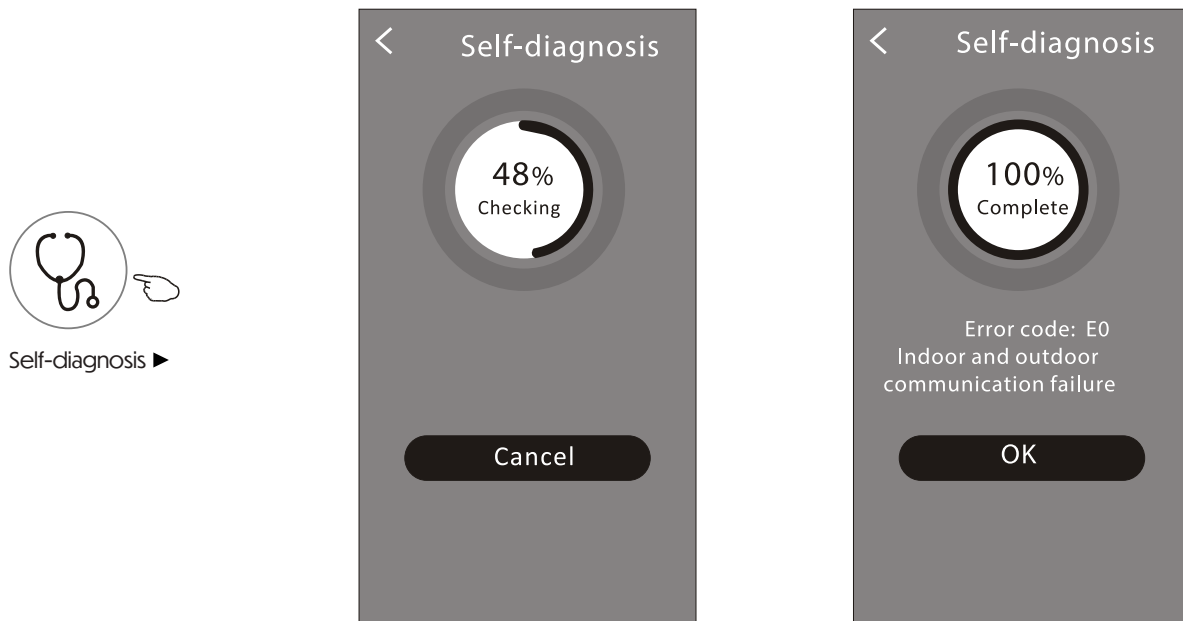 Self-diagnosis ►
Self-diagnosis
48%
Checking
Cancel
Self-diagnosis
100%
Complete
Error code: E0
Indoor and outdoor
communication failure
OK